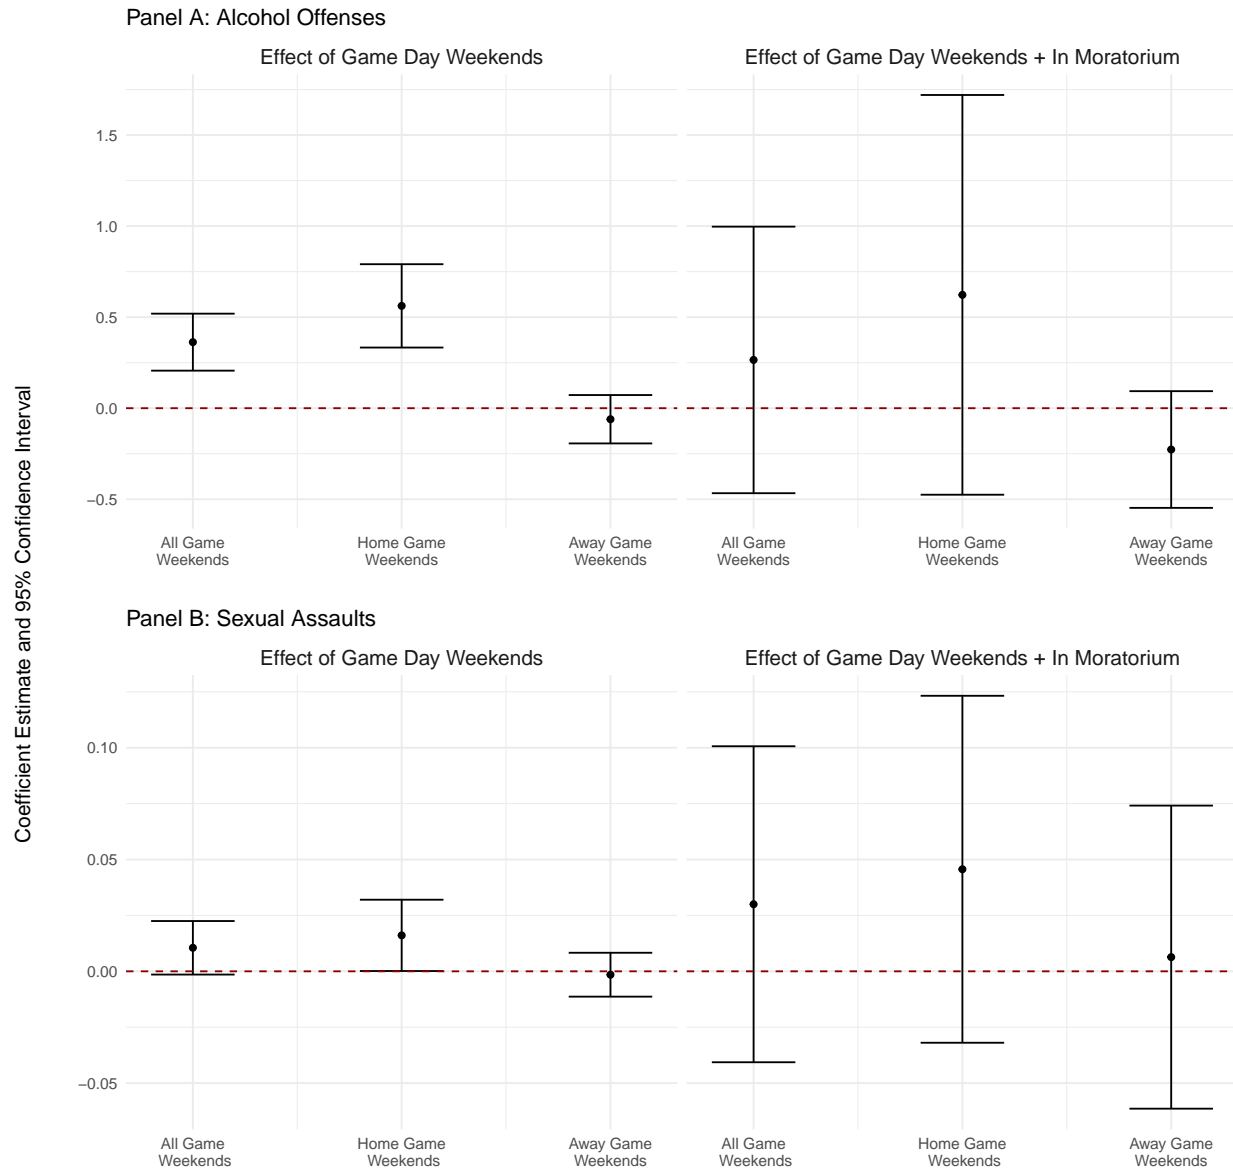 Panel A: Alcohol Offenses
Effect of Game Day Weekends
Effect of Game Day Weekends + In Moratorium
1.5
1.0
0.5
0.0
−0.5
All Game
Weekends
Home Game
Weekends
Away Game
Weekends
All Game
Weekends
Home Game
Weekends
Away Game
Weekends
Coefficient Estimate and 95% Confidence Interval
Panel B: Sexual Assaults
Effect of Game Day Weekends
Effect of Game Day Weekends + In Moratorium
0.10
0.05
0.00
−0.05
All Game
Weekends
Home Game
Weekends
Away Game
Weekends
All Game
Weekends
Home Game
Weekends
Away Game
Weekends